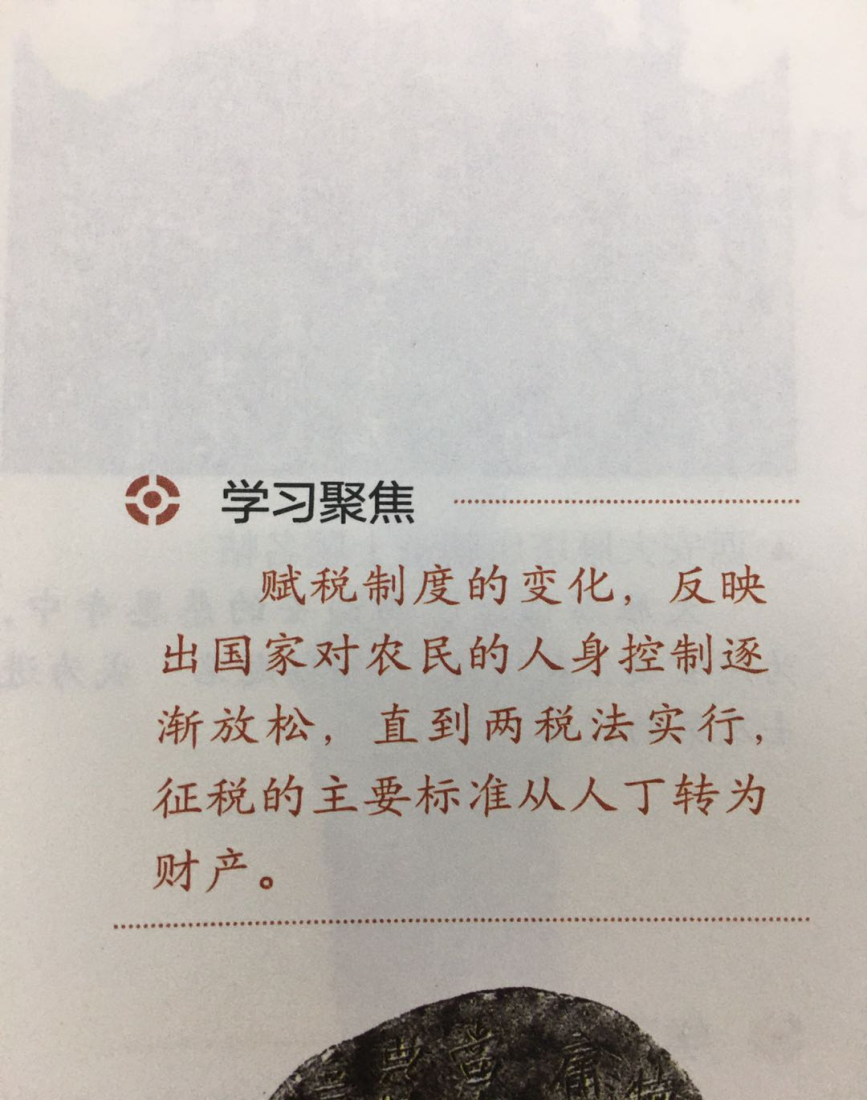 学习聚焦
赋税制度的变化，反映
出国家对农民的人身控制逐
渐放松，直到两税法实行，
征税的主要标准从人丁转为
财产。